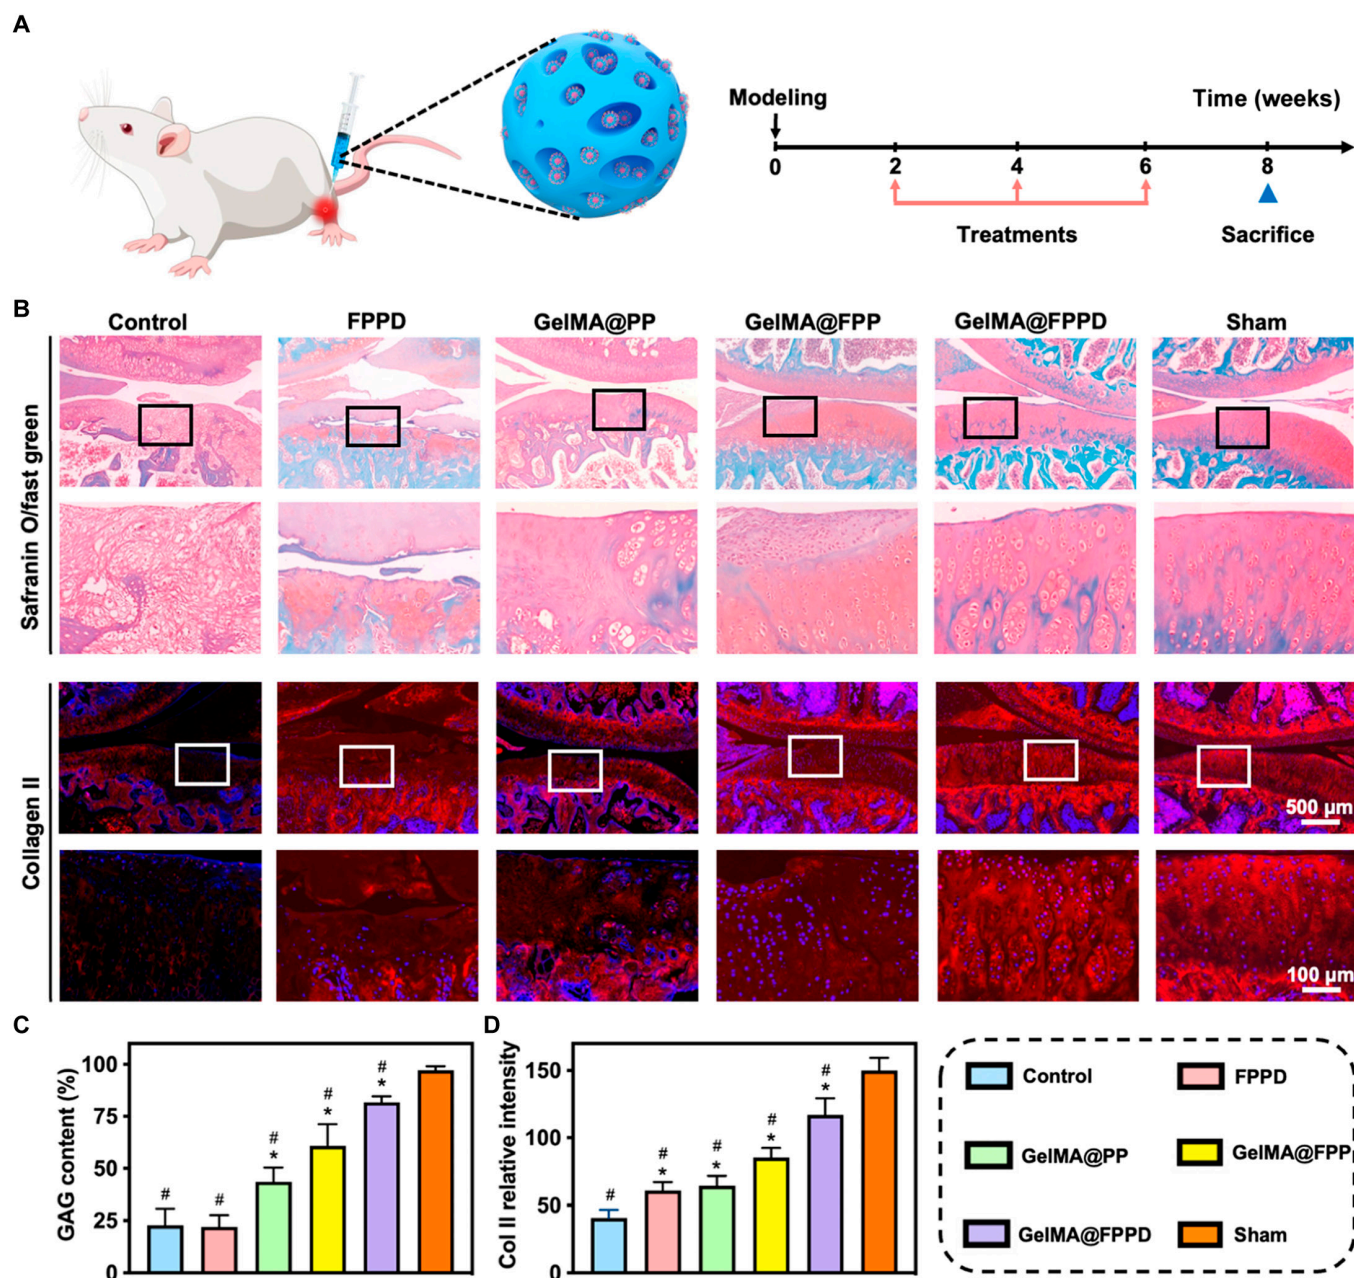 A
Modeling
Time (weeks)
0 2 4 6 8
Treatments
Sacrifice
B
Control FPPD GelMA@PP GelMA@FPP GelMA@FPPD Sham
Safranin O/fast green
Collagen II
500 µm
100 µm
C
GAG content (%)
100
75
50
25
0
#
#
#
*
#
*
#
*
D
Col II relative intensity
150
100
50
0
#
#
*
#
*
#
*
#
*
Control
FPPD
GelMA@PP
GelMA@FPP
GelMA@FPPD
Sham